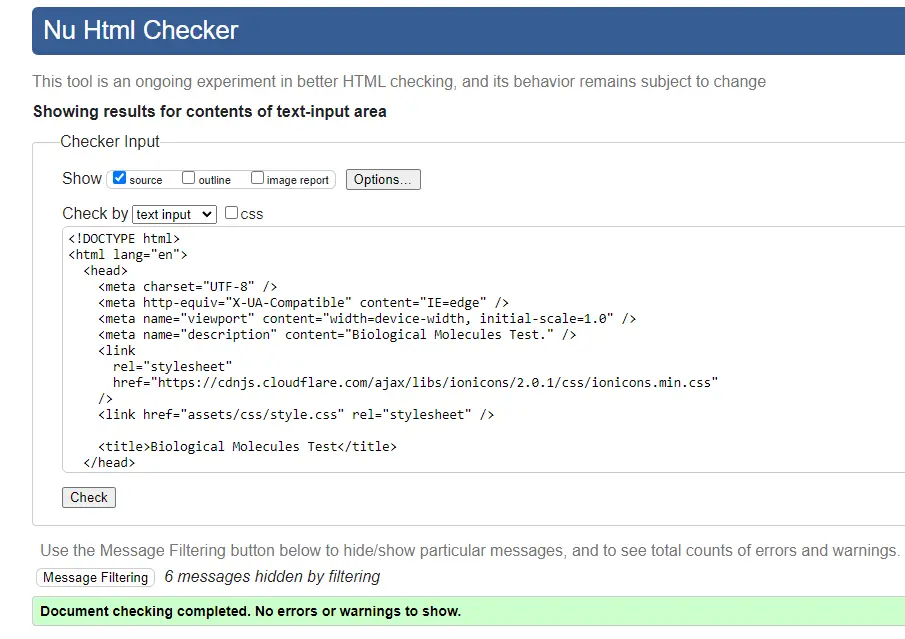 Nu Html Checker
This tool is an ongoing experiment in better HTML checking, and its behavior remains subject to change
Showing results for contents of text-input area
Checker Input
Show source outline image report Options...
Check by text input css
<!DOCTYPE html>
<html lang="en">
  <head>
    <meta charset="UTF-8" />
    <meta http-equiv="X-UA-Compatible" content="IE=edge" />
    <meta name="viewport" content="width=device-width, initial-scale=1.0" />
    <meta name="description" content="Biological Molecules Test." />
    <link
      rel="stylesheet"
      href="https://cdnjs.cloudflare.com/ajax/libs/ionicons/2.0.1/css/ionicons.min.css"
    />
    <link href="assets/css/style.css" rel="stylesheet" />
    <title>Biological Molecules Test</title>
  </head>
Check
Use the Message Filtering button below to hide/show particular messages, and to see total counts of errors and warnings.
Message Filtering 6 messages hidden by filtering
Document checking completed. No errors or warnings to show.